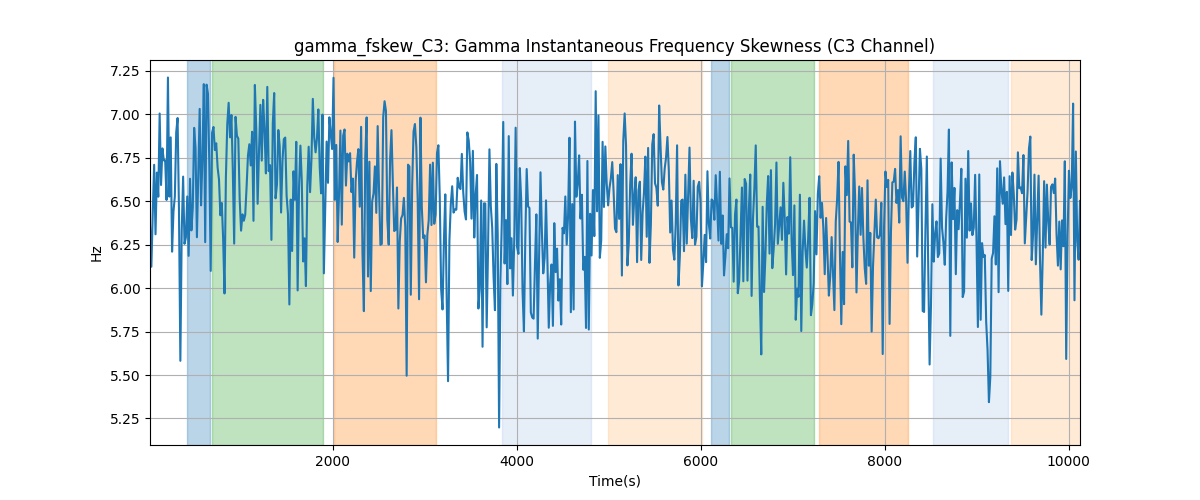 gamma_fskew_C3: Gamma Instantaneous Frequency Skewness (C3 Channel)
7.25
7.00
6.75
6.50
6.25
6.00
5.75
5.50
5.25
Hz
2000 4000 6000 8000 10000
Time(s)